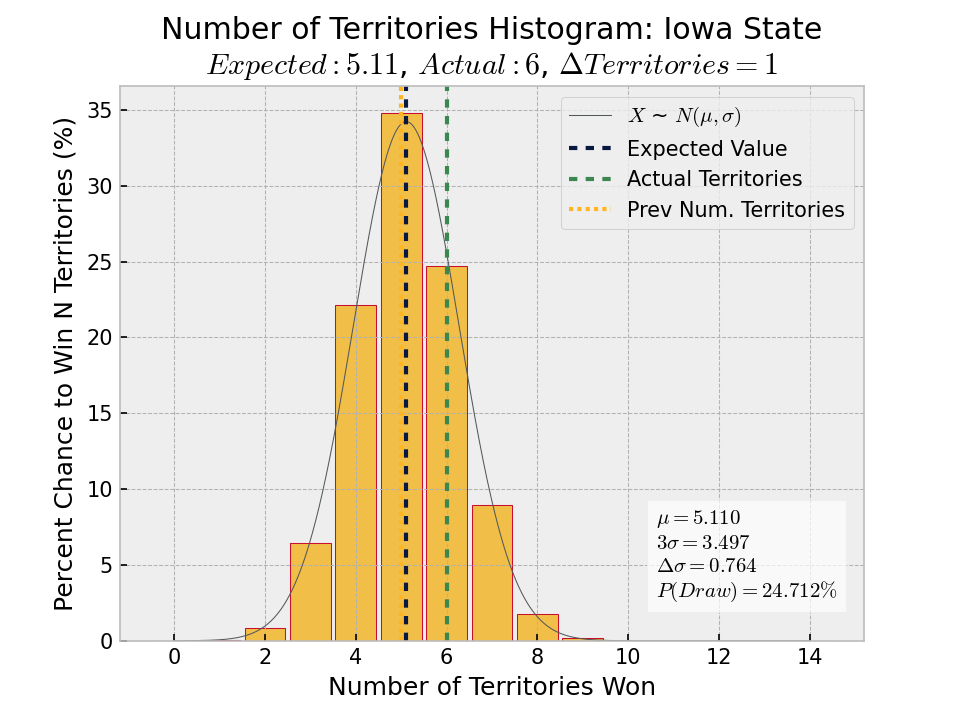 Number of Territories Histogram: Iowa State
Expected : 5.11, Actual : 6, ΔTerritories = 1
Percent Chance to Win N Territories (%)
35
30
25
20
15
10
5
0
X ~ N(μ, σ)
Expected Value
Actual Territories
Prev Num. Territories
μ = 5.110
3σ = 3.497
Δσ = 0.764
P(Draw) = 24.712%
0 2 4 6 8 10 12 14
Number of Territories Won